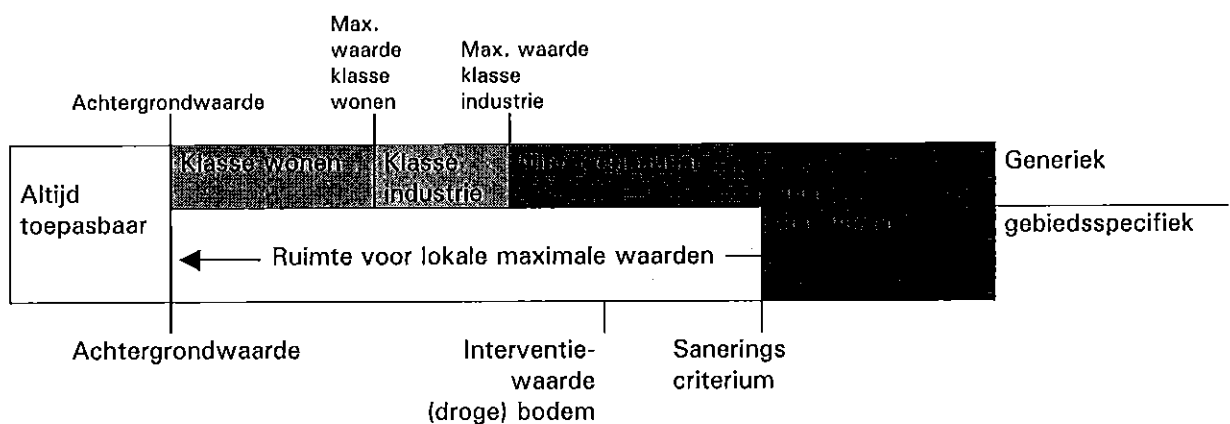 Max.
waarde
klasse
wonen
Max. waarde
klasse
industrie
Achtergrondwaarde
Klasse wonen
Klasse
industrie
Generiek
Altijd
toepasbaar
gebiedsspecifiek
Ruimte voor lokale maximale waarden
Achtergrondwaarde
Interventie-
waarde
(droge) bodem
Sanerings
criterium